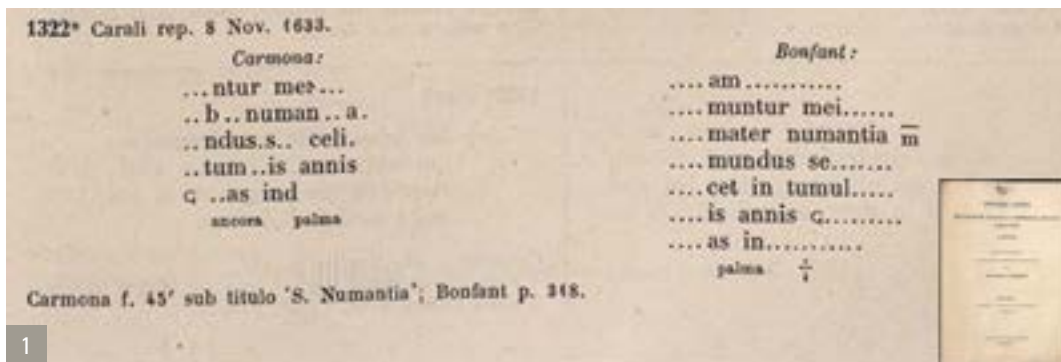 1322* Carali rep. 8 Nov. 1633.
Carmona:
...ntur mer...
..b..numan..a.
..ndus.s.. celi.
..tum..is annis
ꞔ ..as ind
ancora palma
Bonfant:
....am...........
....muntur mei......
....mater numantia m̅
....mundus se.......
....cet in tumul.....
....is annis ꞔ.........
....as in...........
palma
Carmona f. 45' sub titulo 'S. Numantia'; Bonfant p. 318.
1